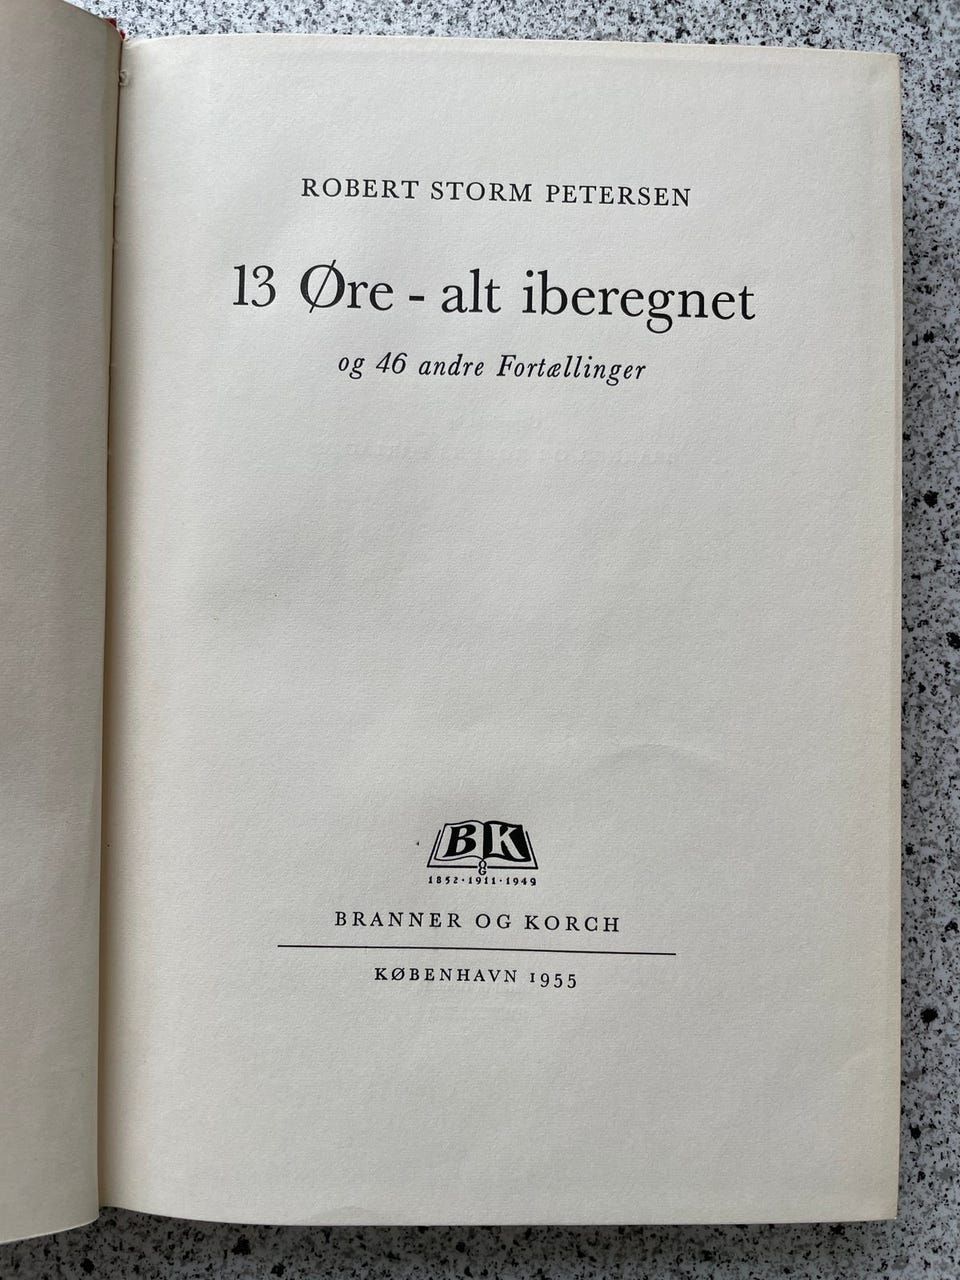 ROBERT STORM PETERSEN
13 Øre - alt iberegnet
og 46 andre Fortællinger
B & K
1852 · 1911 · 1949
BRANNER OG KORCH
KØBENHAVN 1955